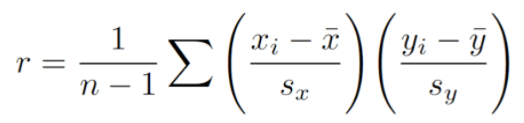 r = \frac{1}{n-1} \sum \left( \frac{x_i - \bar{x}}{s_x} \right) \left( \frac{y_i - \bar{y}}{s_y} \right)